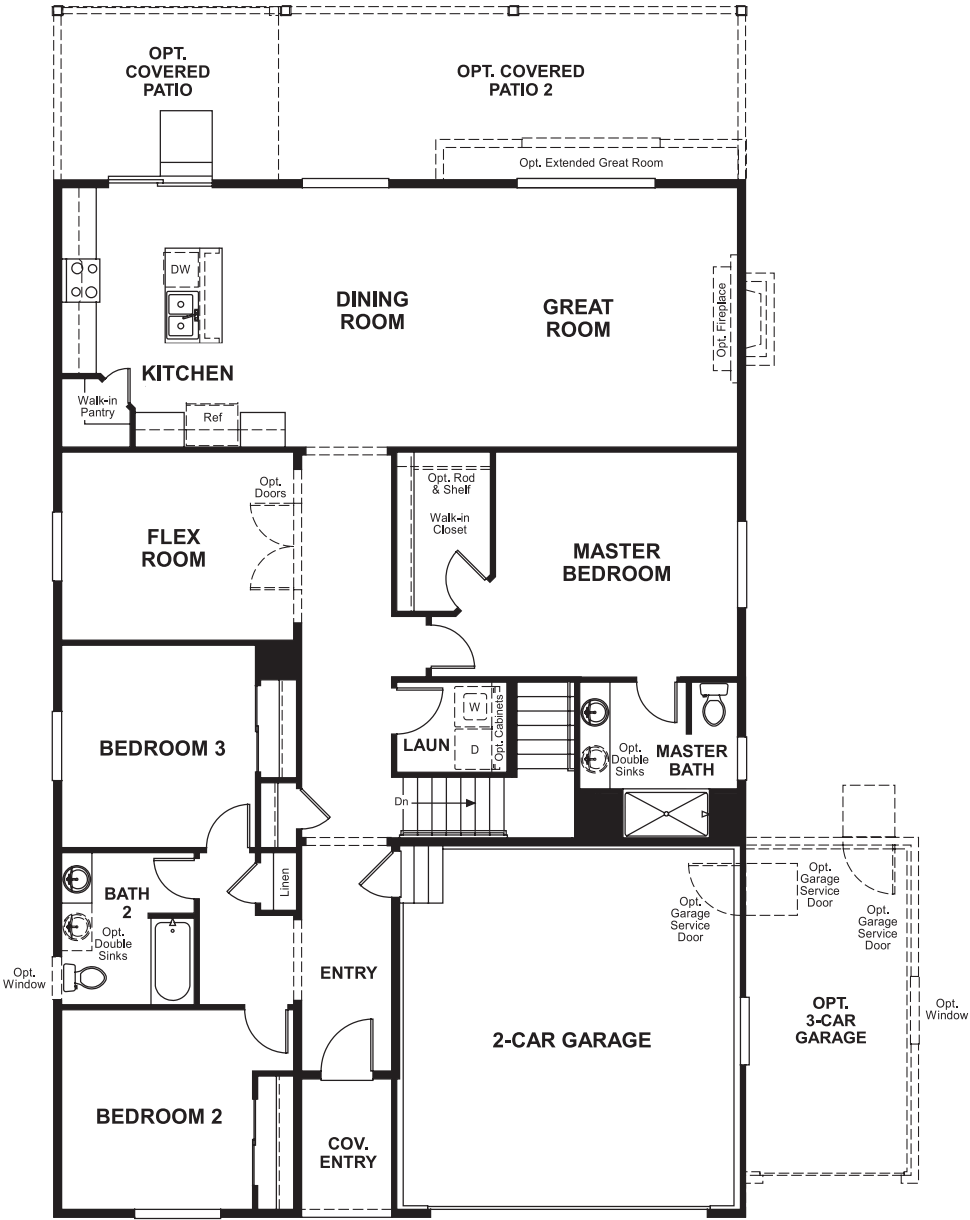 OPT.
COVERED
PATIO
OPT. COVERED
PATIO 2
Opt. Extended Great Room
DW
DINING
ROOM
GREAT
ROOM
Opt. Fireplace
KITCHEN
Walk-in
Pantry
Ref
Opt.
Doors
FLEX
ROOM
Opt. Rod
& Shelf
Walk-in
Closet
MASTER
BEDROOM
BEDROOM 3
LAUN
W
D
Opt. Cabinets
Opt.
Double
Sinks
MASTER
BATH
Dn
Linen
BATH
2
Opt.
Double
Sinks
Opt.
Window
ENTRY
Opt.
Garage
Service
Door
Opt.
Garage
Service
Door
Opt.
Garage
Service
Door
2-CAR GARAGE
OPT.
3-CAR
GARAGE
Opt.
Window
BEDROOM 2
COV.
ENTRY